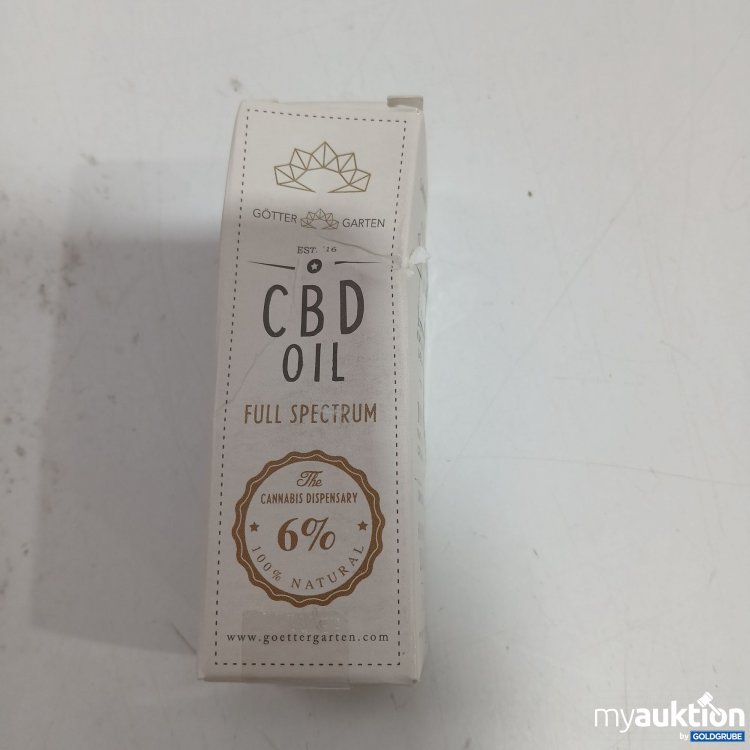 GÖTTER GARTEN
EST. '16
CBD
OIL
FULL SPECTRUM
The
CANNABIS DISPENSARY
6%
100% NATURAL
www.goettergarten.com
myauktion
by GOLDGRUBE